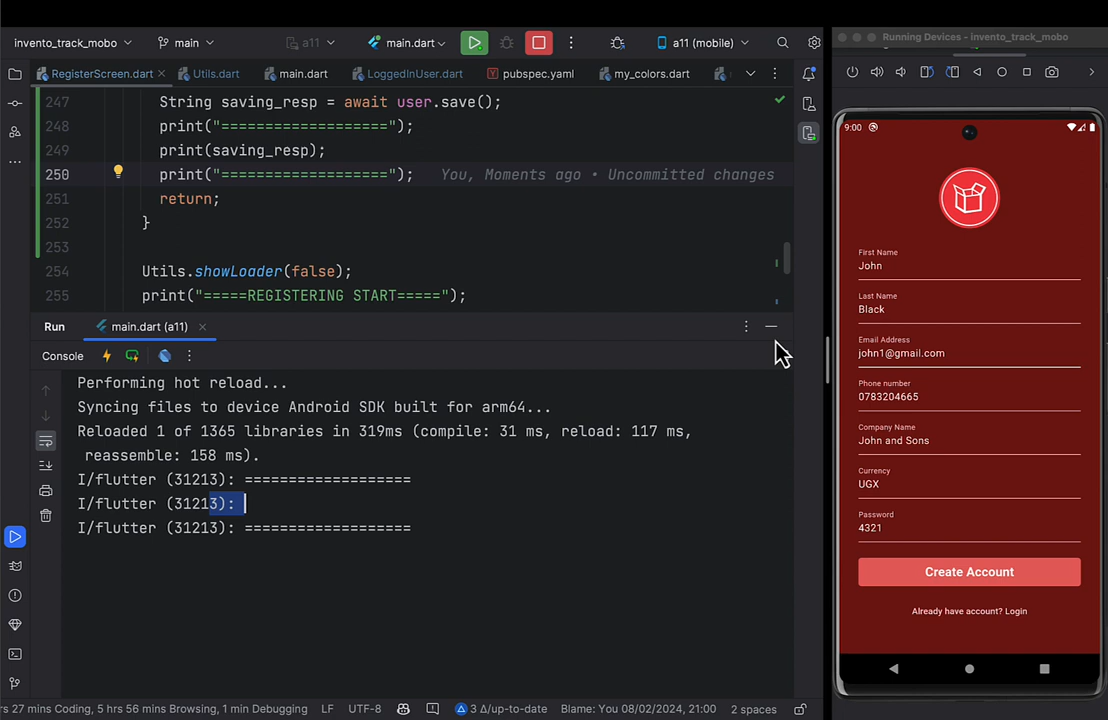 invento_track_mobo
main
a11
main.dart
a11 (mobile)
Running Devices - invento_track_mobo
RegisterScreen.dart
Utils.dart
main.dart
LoggedInUser.dart
pubspec.yaml
my_colors.dart
247 String saving_resp = await user.save();
248 print("===================");
249 print(saving_resp);
250 print("==================="); You, Moments ago • Uncommitted changes
251 return;
252 }
253
254 Utils.showLoader(false);
255 print("=====REGISTERING START=====");
Run
main.dart (a11)
Console
Performing hot reload...
Syncing files to device Android SDK built for arm64...
Reloaded 1 of 1365 libraries in 319ms (compile: 31 ms, reload: 117 ms,
reassemble: 158 ms).
I/flutter (31213): ===================
I/flutter (31213):
I/flutter (31213): ===================
rs 27 mins Coding, 5 hrs 56 mins Browsing, 1 min Debugging
LF
UTF-8
3 Δ/up-to-date
Blame: You 08/02/2024, 21:00
2 spaces
9:00
First Name
John
Last Name
Black
Email Address
john1@gmail.com
Phone number
0783204665
Company Name
John and Sons
Currency
UGX
Password
4321
Create Account
Already have account? Login